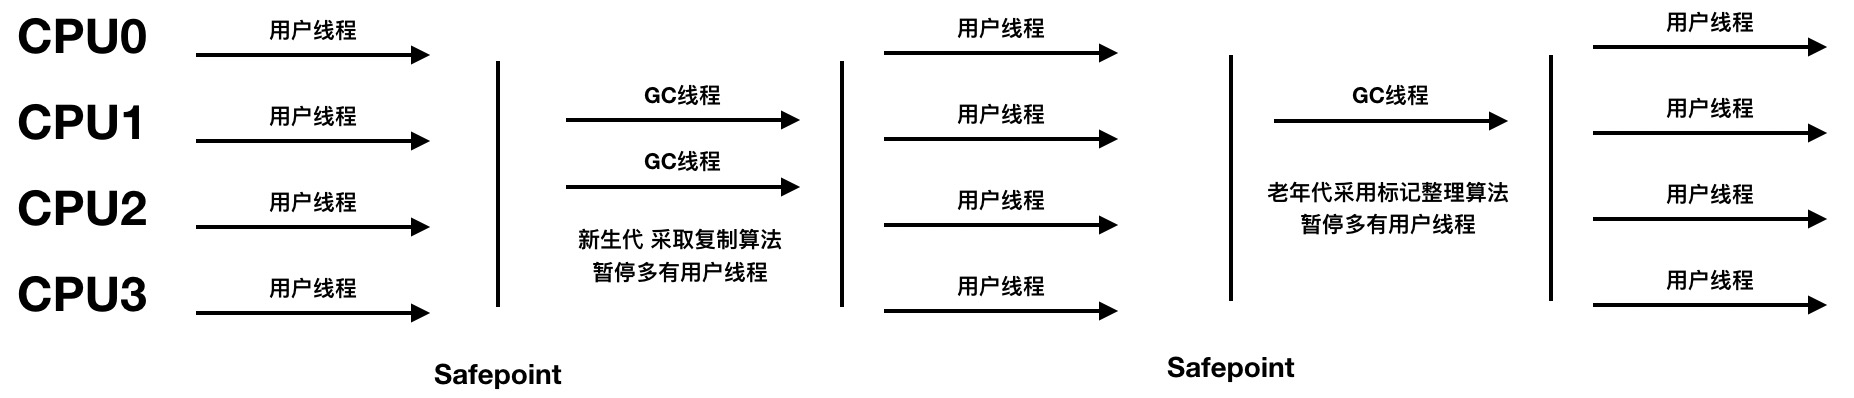 CPU0
用户线程
用户线程
用户线程
CPU1
用户线程
GC线程
用户线程
GC线程
用户线程
GC线程
CPU2
用户线程
用户线程
老年代采用标记整理算法
用户线程
新生代 采取复制算法
暂停多有用户线程
暂停多有用户线程
CPU3
用户线程
用户线程
用户线程
Safepoint
Safepoint